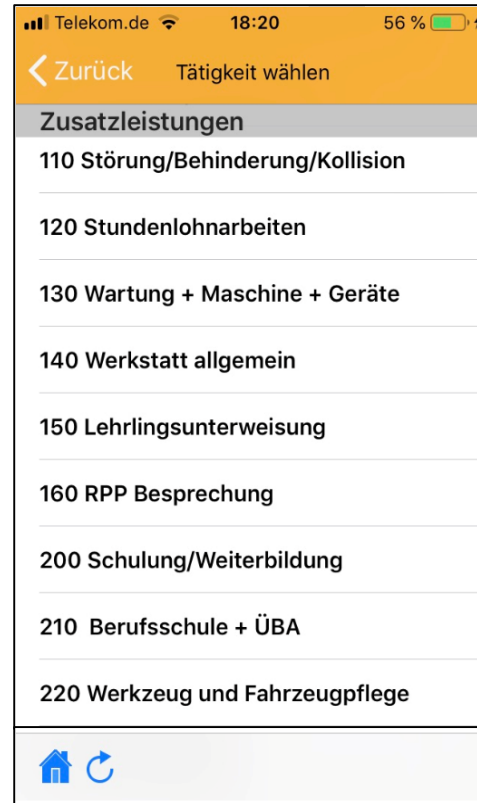 Telekom.de 18:20 56 %
Zurück Tätigkeit wählen
Zusatzleistungen
110 Störung/Behinderung/Kollision
120 Stundenlohnarbeiten
130 Wartung + Maschine + Geräte
140 Werkstatt allgemein
150 Lehrlingsunterweisung
160 RPP Besprechung
200 Schulung/Weiterbildung
210 Berufsschule + ÜBA
220 Werkzeug und Fahrzeugpflege